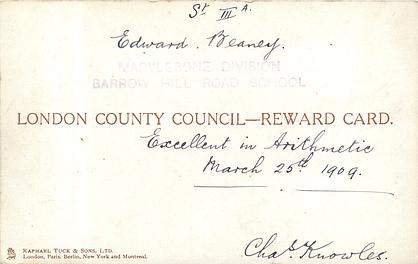 St IIIA.
Edward. Beaney.
MARYLEBONE DIVISION
BARROW HILL ROAD SCHOOL
LONDON COUNTY COUNCIL—REWARD CARD.
Excellent in Arithmetic
March 25th 1909.
RAPHAEL TUCK & SONS, LTD.
London, Paris, Berlin, New York and Montreal.
Chas. Knowles.